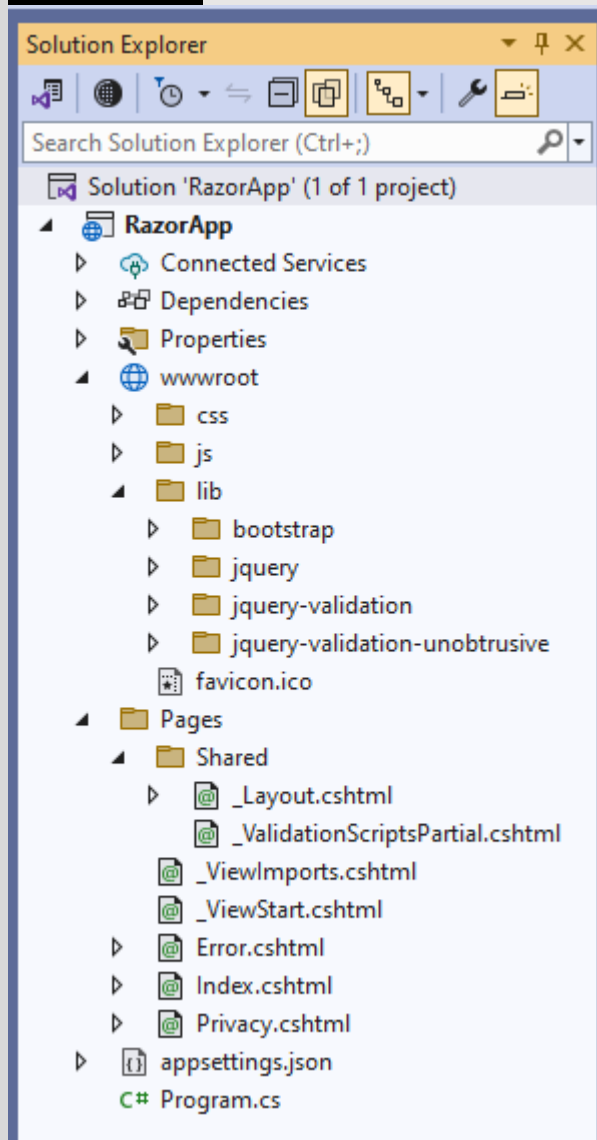 Solution Explorer
Search Solution Explorer (Ctrl+;)
Solution 'RazorApp' (1 of 1 project)
RazorApp
Connected Services
Dependencies
Properties
wwwroot
css
js
lib
bootstrap
jquery
jquery-validation
jquery-validation-unobtrusive
favicon.ico
Pages
Shared
_Layout.cshtml
_ValidationScriptsPartial.cshtml
_ViewImports.cshtml
_ViewStart.cshtml
Error.cshtml
Index.cshtml
Privacy.cshtml
appsettings.json
C# Program.cs